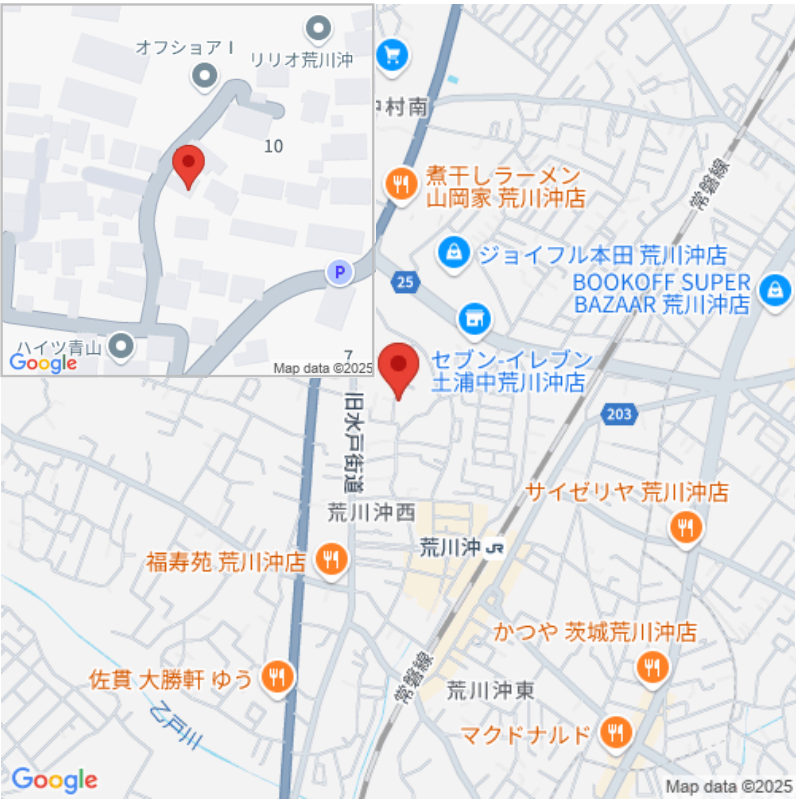 オフショア I
リリオ荒川沖
10
ハイツ青山
P
7
Google
Map data ©2025
中村南
煮干しラーメン
山岡家 荒川沖店
常磐線
ジョイフル本田 荒川沖店
25
BOOKOFF SUPER
BAZAAR 荒川沖店
セブン-イレブン
土浦中荒川沖店
203
旧水戸街道
サイゼリヤ 荒川沖店
荒川沖西
荒川沖 JR
福寿苑 荒川沖店
かつや 茨城荒川沖店
佐貫 大勝軒 ゆう
常磐線
荒川沖東
乙戸川
マクドナルド
Google
Map data ©2025